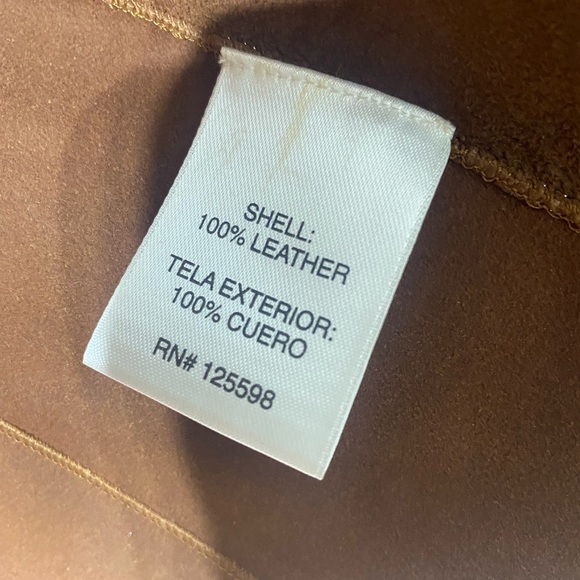 SHELL:
100% LEATHER
TELA EXTERIOR:
100% CUERO
RN# 125598